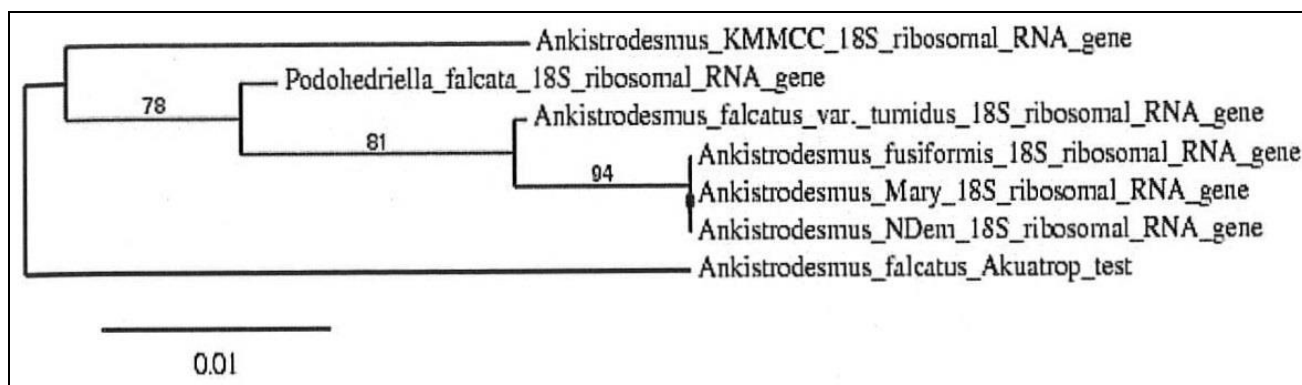 Ankistrodesmus_KMMCC_18S_ribosomal_RNA_gene
Podohedriella_falcata_18S_ribosomal_RNA_gene
78
Ankistrodesmus_falcatus_var._tumidus_18S_ribosomal_RNA_gene
81
Ankistrodesmus_fusiformis_18S_ribosomal_RNA_gene
94
Ankistrodesmus_Mary_18S_ribosomal_RNA_gene
Ankistrodesmus_NDem_18S_ribosomal_RNA_gene
Ankistrodesmus_falcatus_Akuatrop_test
0.01